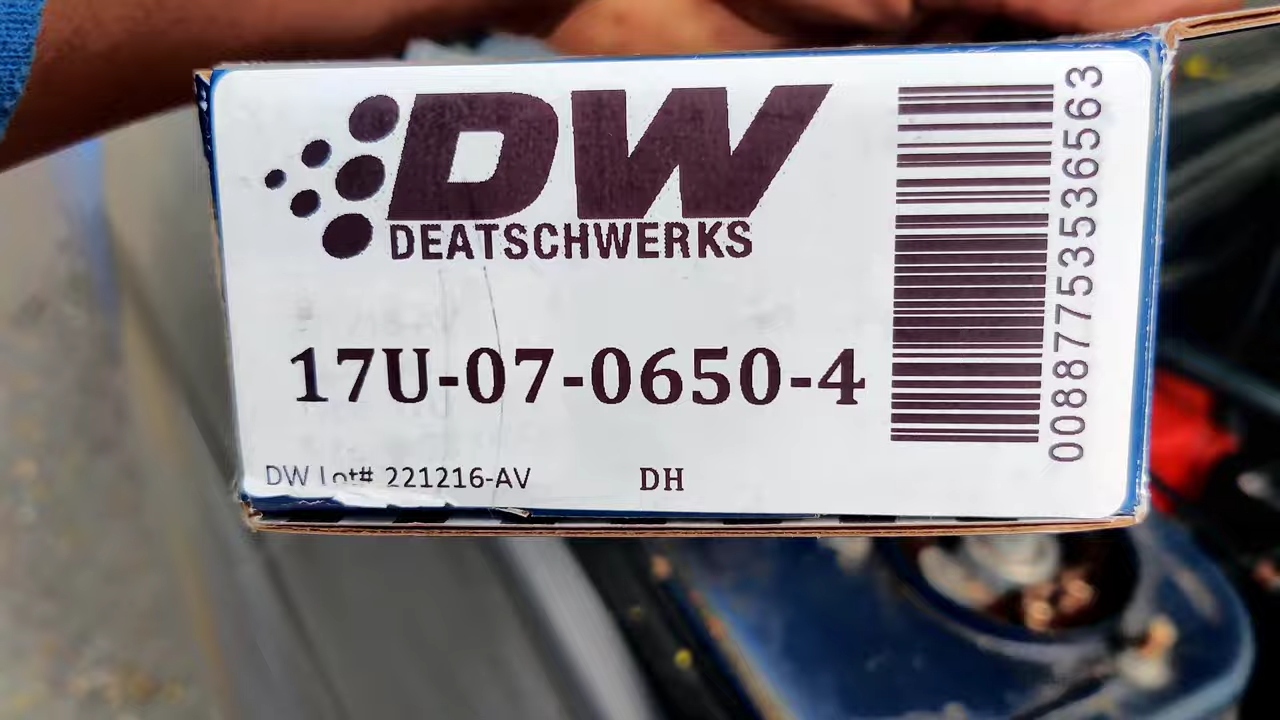 DW
DEATSCHWERKS
17U-07-0650-4
DW Lot# 221216-AV
DH
00887753536563